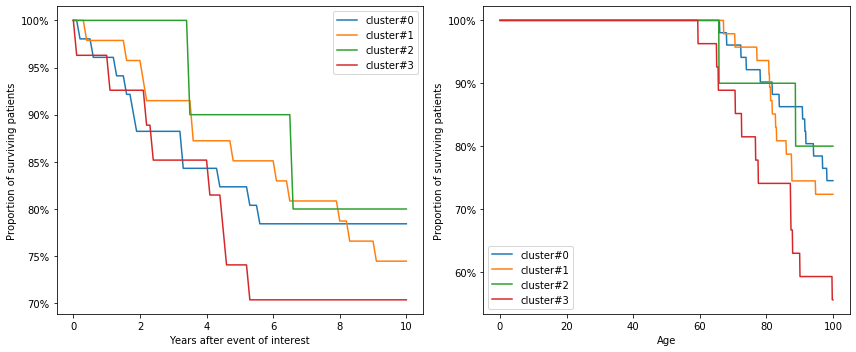 100%
95%
90%
85%
80%
75%
70%
Proportion of surviving patients
0
2
4
6
8
10
Years after event of interest
cluster#0
cluster#1
cluster#2
cluster#3
100%
90%
80%
70%
60%
Proportion of surviving patients
0
20
40
60
80
100
Age
cluster#0
cluster#1
cluster#2
cluster#3